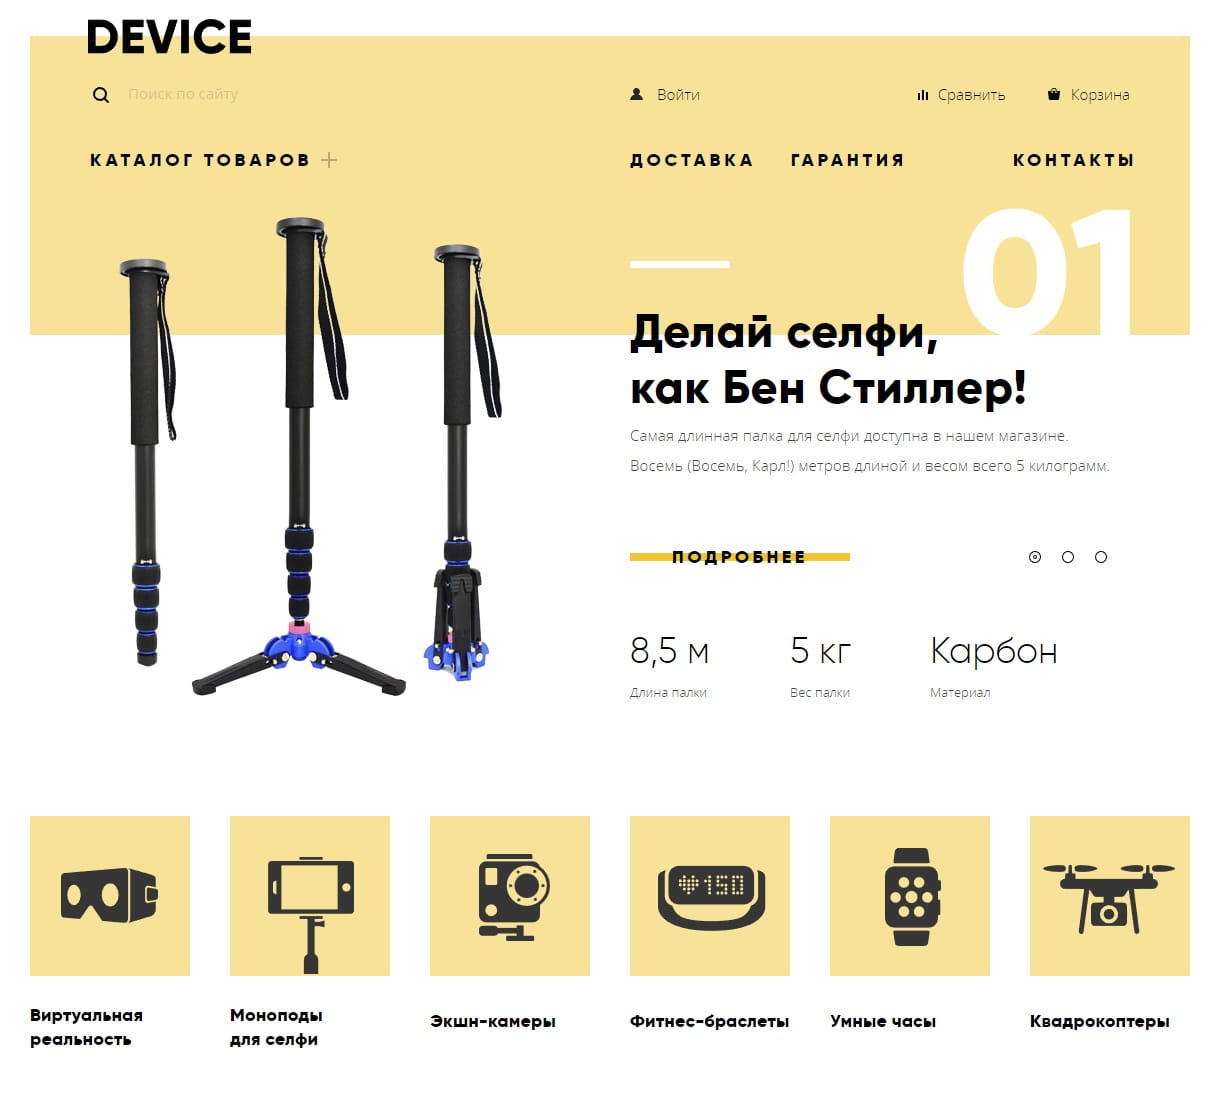 DEVICE
Поиск по сайту
Войти
Сравнить
Корзина
КАТАЛОГ ТОВАРОВ
ДОСТАВКА
ГАРАНТИЯ
КОНТАКТЫ
01
Делай селфи,
как Бен Стиллер!
Самая длинная палка для селфи доступна в нашем магазине.
Восемь (Восемь, Карл!) метров длиной и весом всего 5 килограмм.
ПОДРОБНЕЕ
8,5 м
5 кг
Карбон
Длина палки
Вес палки
Материал
150
Виртуальная
реальность
Моноподы
для селфи
Экшн-камеры
Фитнес-браслеты
Умные часы
Квадрокоптеры